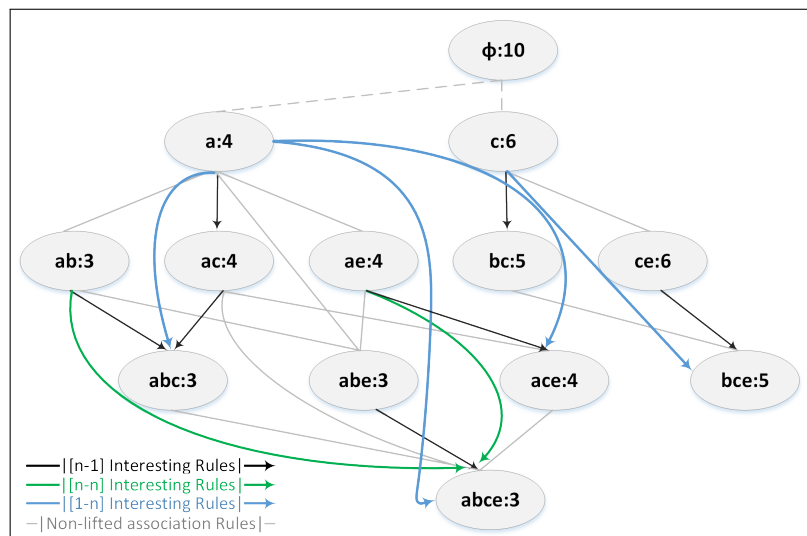 ф:10
a:4
c:6
ab:3
ac:4
ae:4
bc:5
ce:6
abc:3
abe:3
ace:4
bce:5
abce:3
|[n-1] Interesting Rules|
|[n-n] Interesting Rules|
|[1-n] Interesting Rules|
|Non-lifted association Rules|